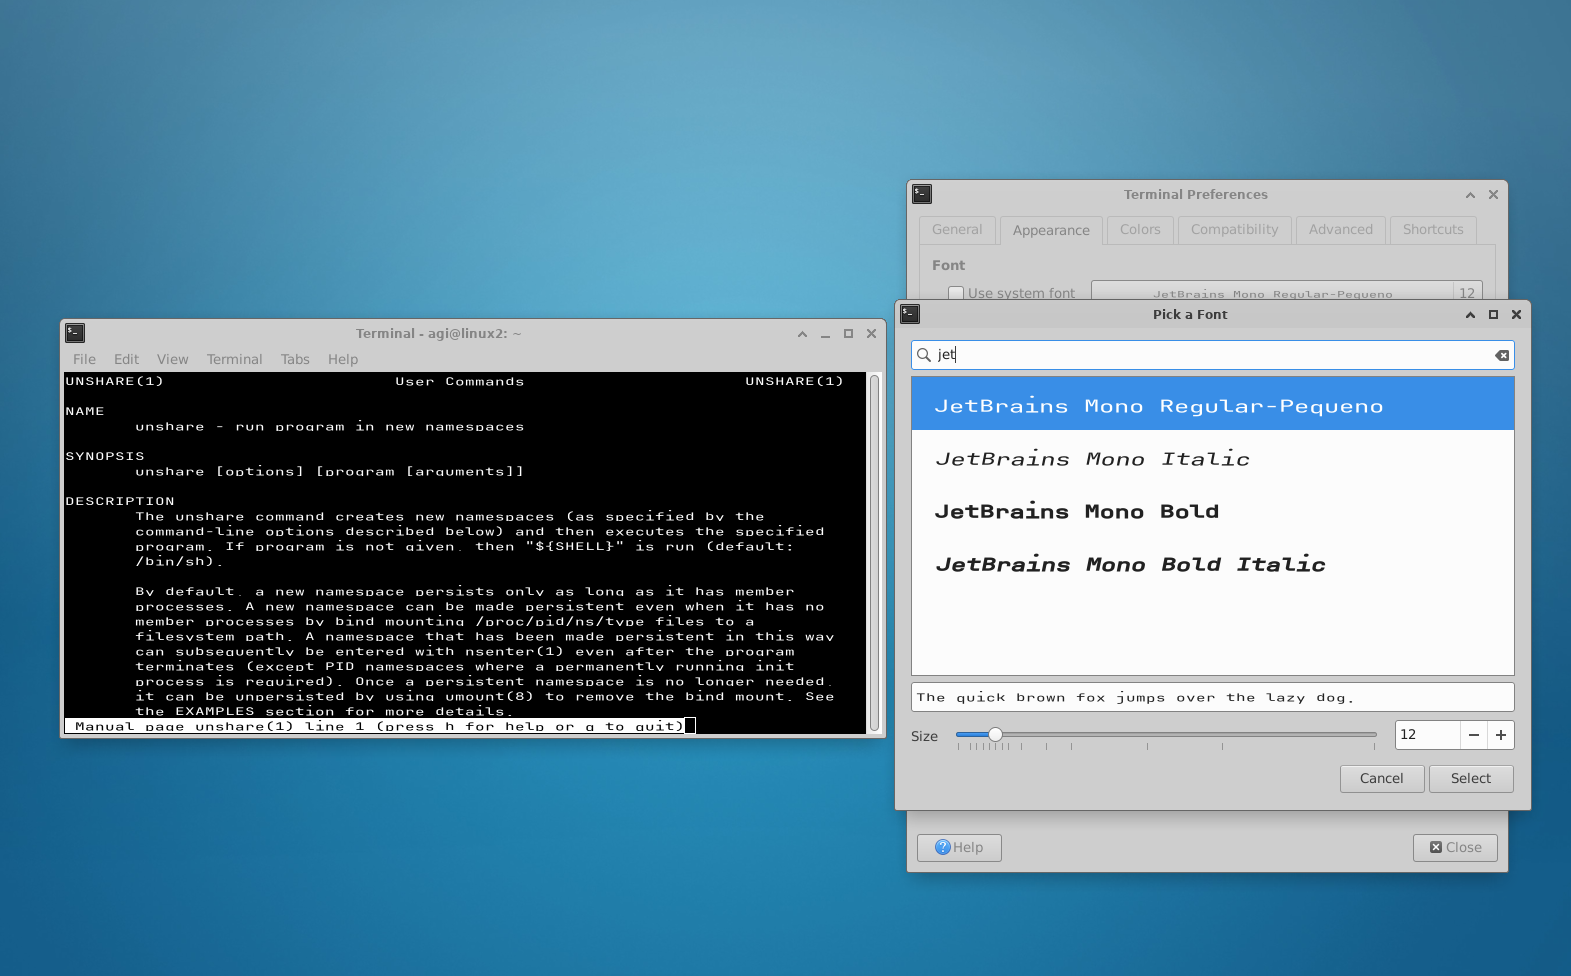 Terminal Preferences
General Appearance Colors Compatibility Advanced Shortcuts
Font
Use system font JetBrains Mono Regular-Pequeno 12
Pick a Font
jet
JetBrains Mono Regular-Pequeno
JetBrains Mono Italic
JetBrains Mono Bold
JetBrains Mono Bold Italic
The quick brown fox jumps over the lazy dog.
Size 12
Cancel Select
Help Close
Terminal - agi@linux2: ~
File Edit View Terminal Tabs Help
UNSHARE(1) User Commands UNSHARE(1)
NAME
unshare - run program in new namespaces
SYNOPSIS
unshare [options] [program [arguments]]
DESCRIPTION
The unshare command creates new namespaces (as specified by the
command-line options described below) and then executes the specified
program. If program is not given, then "${SHELL}" is run (default:
/bin/sh).
By default, a new namespace persists only as long as it has member
processes. A new namespace can be made persistent even when it has no
member processes by bind mounting /proc/pid/ns/type files to a
filesystem path. A namespace that has been made persistent in this way
can subsequently be entered with nsenter(1) even after the program
terminates (except PID namespaces where a permanently running init
process is required). Once a persistent namespace is no longer needed,
it can be unpersisted by using umount(8) to remove the bind mount. See
the EXAMPLES section for more details.
Manual page unshare(1) line 1 (press h for help or q to quit)